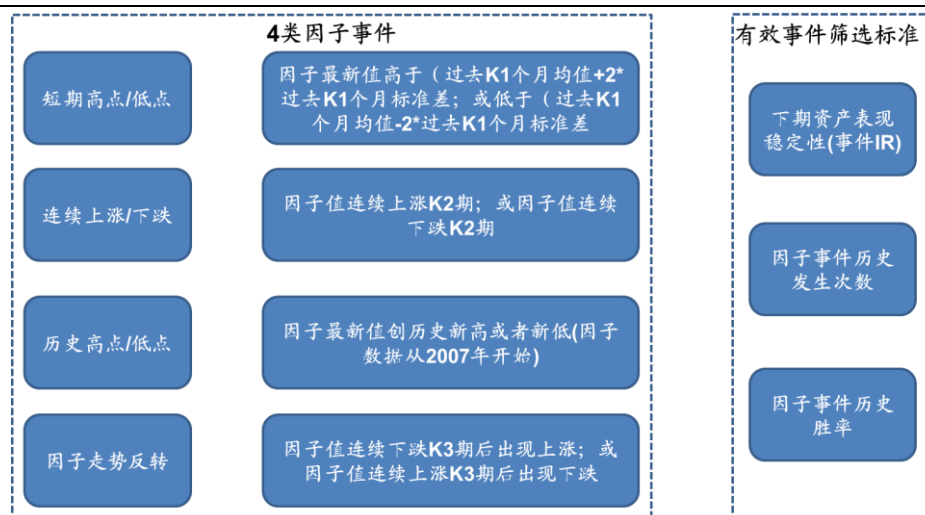 4类因子事件
短期高点/低点
因子最新值高于（过去K1个月均值+2*
过去K1个月标准差；或低于（过去K1
个月均值-2*过去K1个月标准差
连续上涨/下跌
因子值连续上涨K2期；或因子值连续
下跌K2期
历史高点/低点
因子最新值创历史新高或者新低(因子
数据从2007年开始)
因子走势反转
因子值连续下跌K3期后出现上涨；或
因子值连续上涨K3期后出现下跌
有效事件筛选标准
下期资产表现
稳定性(事件IR)
因子事件历史
发生次数
因子事件历史
胜率